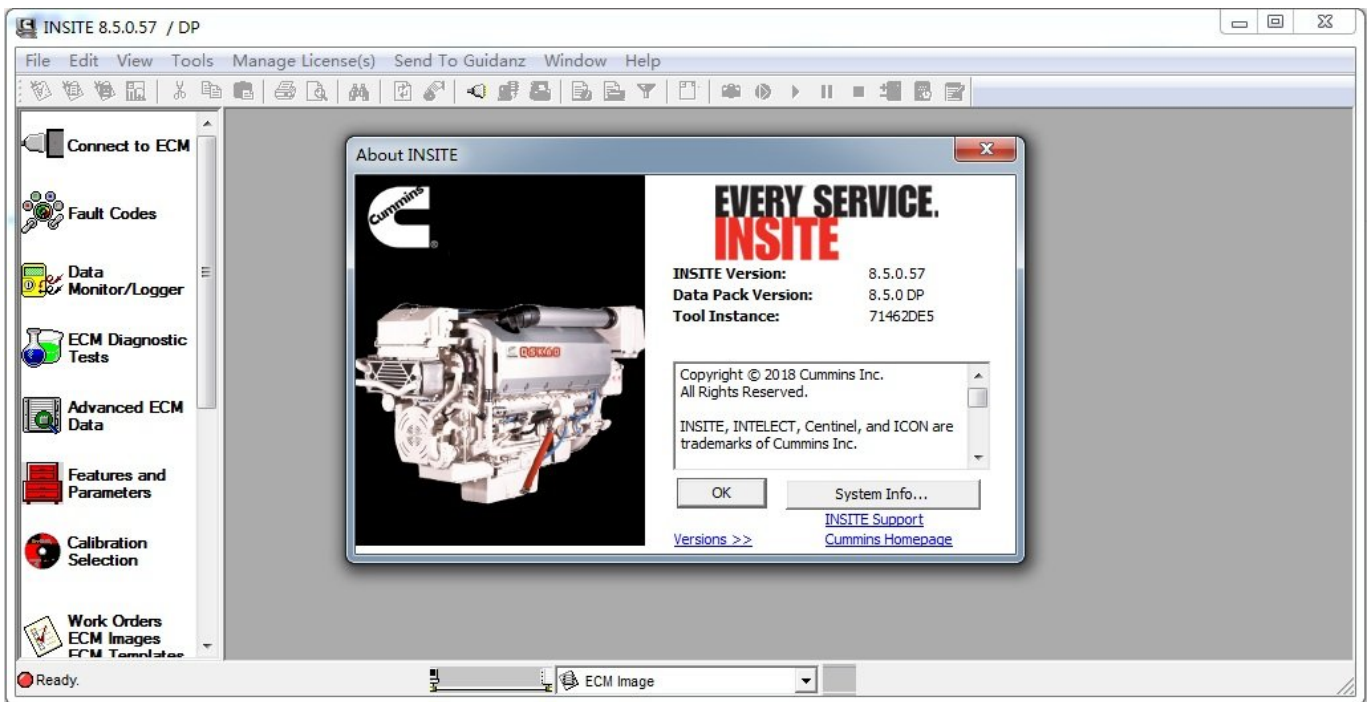 INSITE 8.5.0.57 / DP
File Edit View Tools Manage License(s) Send To Guidanz Window Help
Connect to ECM
Fault Codes
Data
Monitor/Logger
ECM Diagnostic
Tests
Advanced ECM
Data
Features and
Parameters
Calibration
Selection
Work Orders
ECM Images
ECM Templates
About INSITE
Cummins
QSK60
EVERY SERVICE.
INSITE
INSITE Version: 8.5.0.57
Data Pack Version: 8.5.0 DP
Tool Instance: 71462DE5
Copyright © 2018 Cummins Inc.
All Rights Reserved.
INSITE, INTELECT, Centinel, and ICON are
trademarks of Cummins Inc.
OK
System Info...
INSITE Support
Versions >>
Cummins Homepage
Ready.
ECM Image